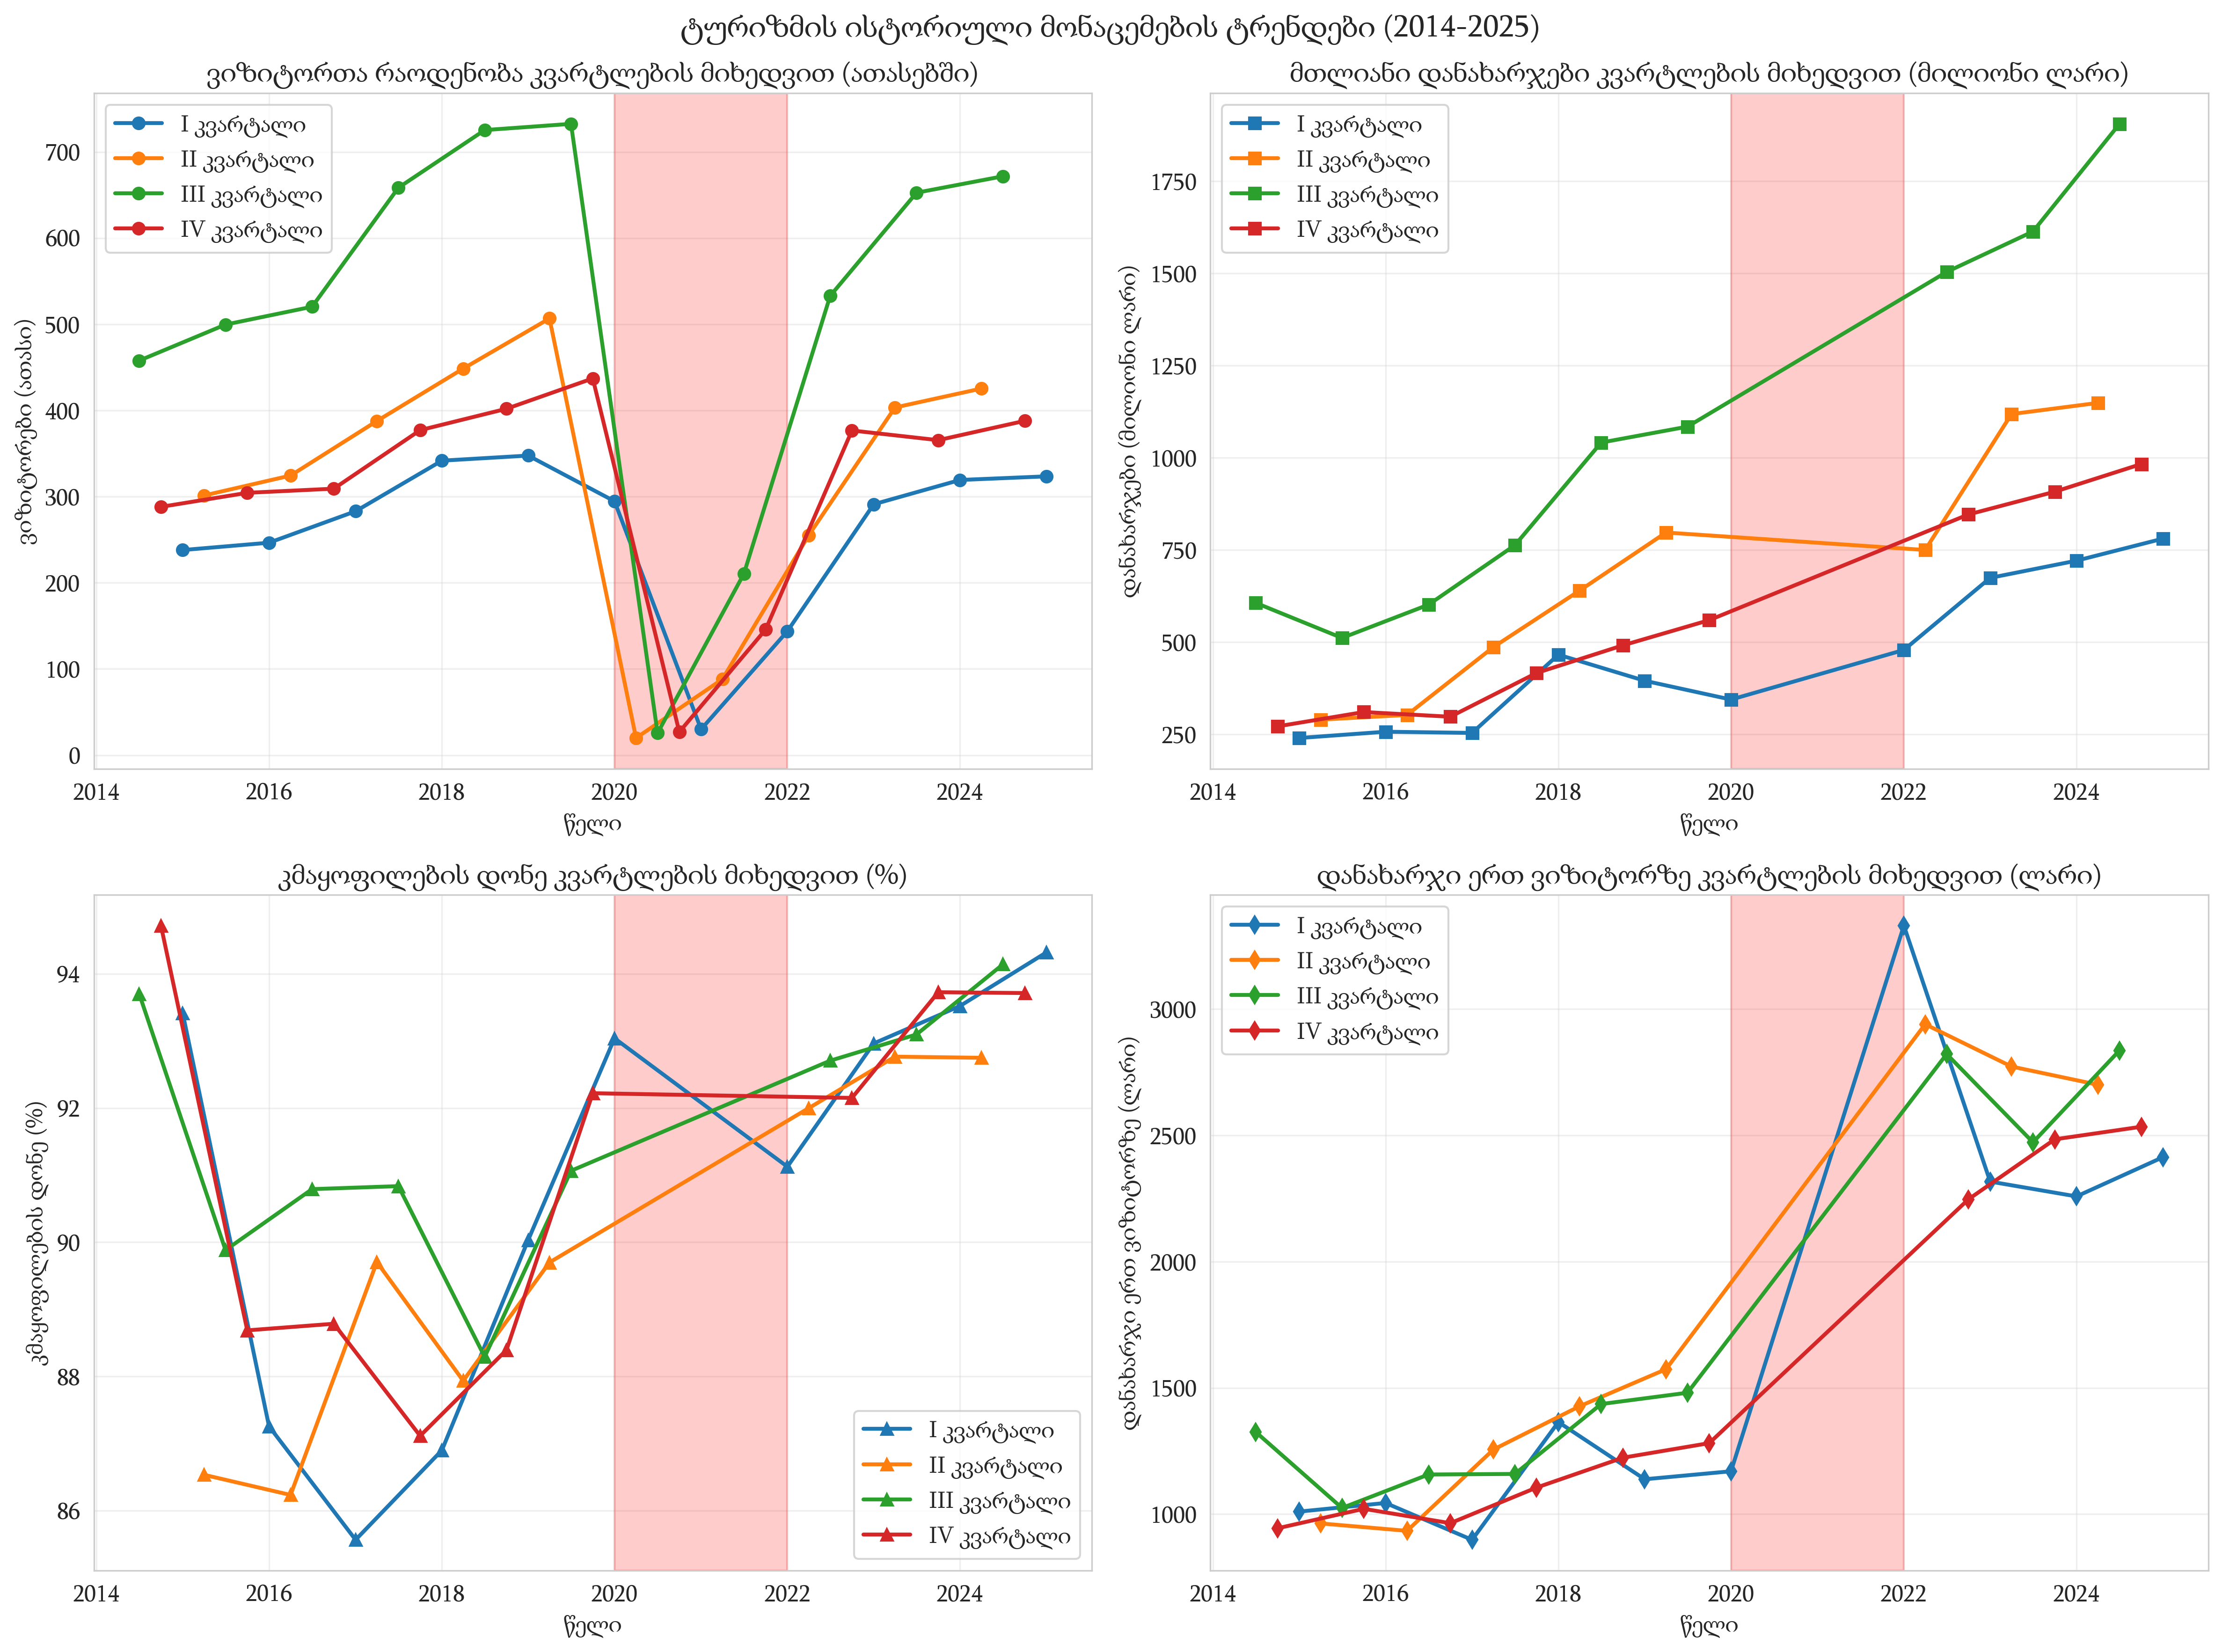 ტურიზმის ისტორიული მონაცემების ტრენდები (2014-2025)
ვიზიტორთა რაოდენობა კვარტლების მიხედვით (ათასებში)
ვიზიტორები (ათასი)
700
600
500
400
300
200
100
0
I კვარტალი
II კვარტალი
III კვარტალი
IV კვარტალი
2014 2016 2018 2020 2022 2024
წელი
მთლიანი დანახარჯები კვარტლების მიხედვით (მილიონი ლარი)
დანახარჯები (მილიონი ლარი)
1750
1500
1250
1000
750
500
250
I კვარტალი
II კვარტალი
III კვარტალი
IV კვარტალი
2014 2016 2018 2020 2022 2024
წელი
კმაყოფილების დონე კვარტლების მიხედვით (%)
კმაყოფილების დონე (%)
94
92
90
88
86
I კვარტალი
II კვარტალი
III კვარტალი
IV კვარტალი
2014 2016 2018 2020 2022 2024
წელი
დანახარჯი ერთ ვიზიტორზე კვარტლების მიხედვით (ლარი)
დანახარჯი ერთ ვიზიტორზე (ლარი)
3000
2500
2000
1500
1000
I კვარტალი
II კვარტალი
III კვარტალი
IV კვარტალი
2014 2016 2018 2020 2022 2024
წელი